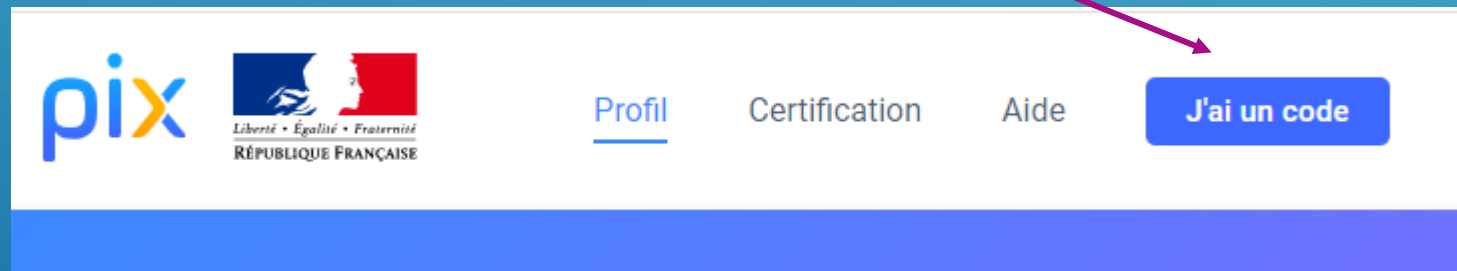 pix
Liberté • Égalité • Fraternité
RÉPUBLIQUE FRANÇAISE
Profil
Certification
Aide
J'ai un code